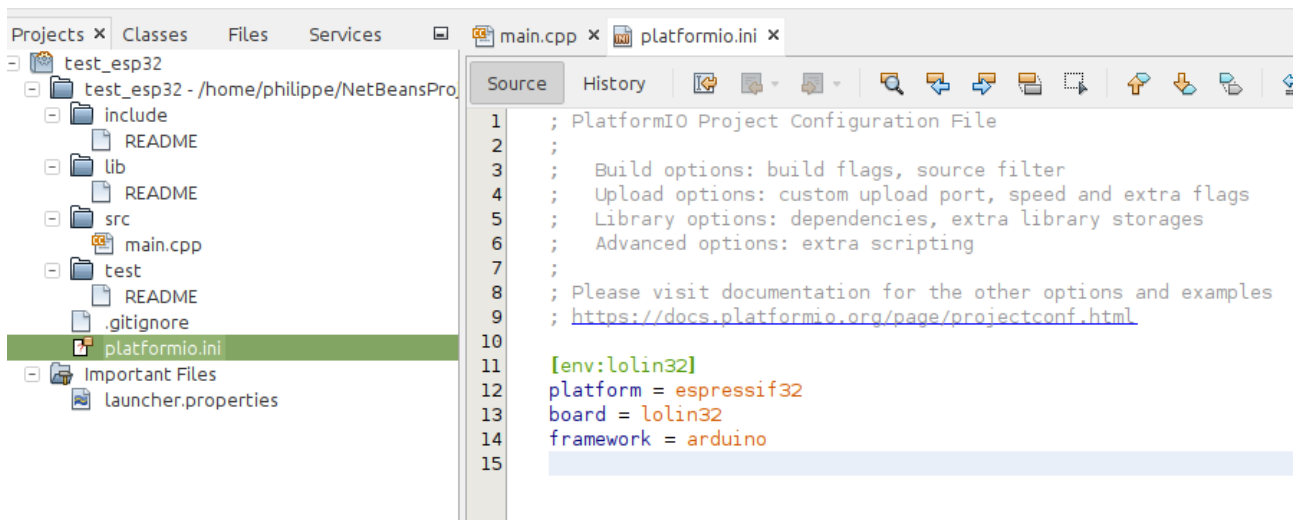 Projects Classes Files Services
test_esp32
test_esp32 - /home/philippe/NetBeansPro
include
README
lib
README
src
main.cpp
test
README
.gitignore
platformio.ini
Important Files
launcher.properties
main.cpp platformio.ini
Source History
1 ; PlatformIO Project Configuration File
2 ;
3 ;   Build options: build flags, source filter
4 ;   Upload options: custom upload port, speed and extra flags
5 ;   Library options: dependencies, extra library storages
6 ;   Advanced options: extra scripting
7 ;
8 ; Please visit documentation for the other options and examples
9 ; https://docs.platformio.org/page/projectconf.html
10
11 [env:lolin32]
12 platform = espressif32
13 board = lolin32
14 framework = arduino
15